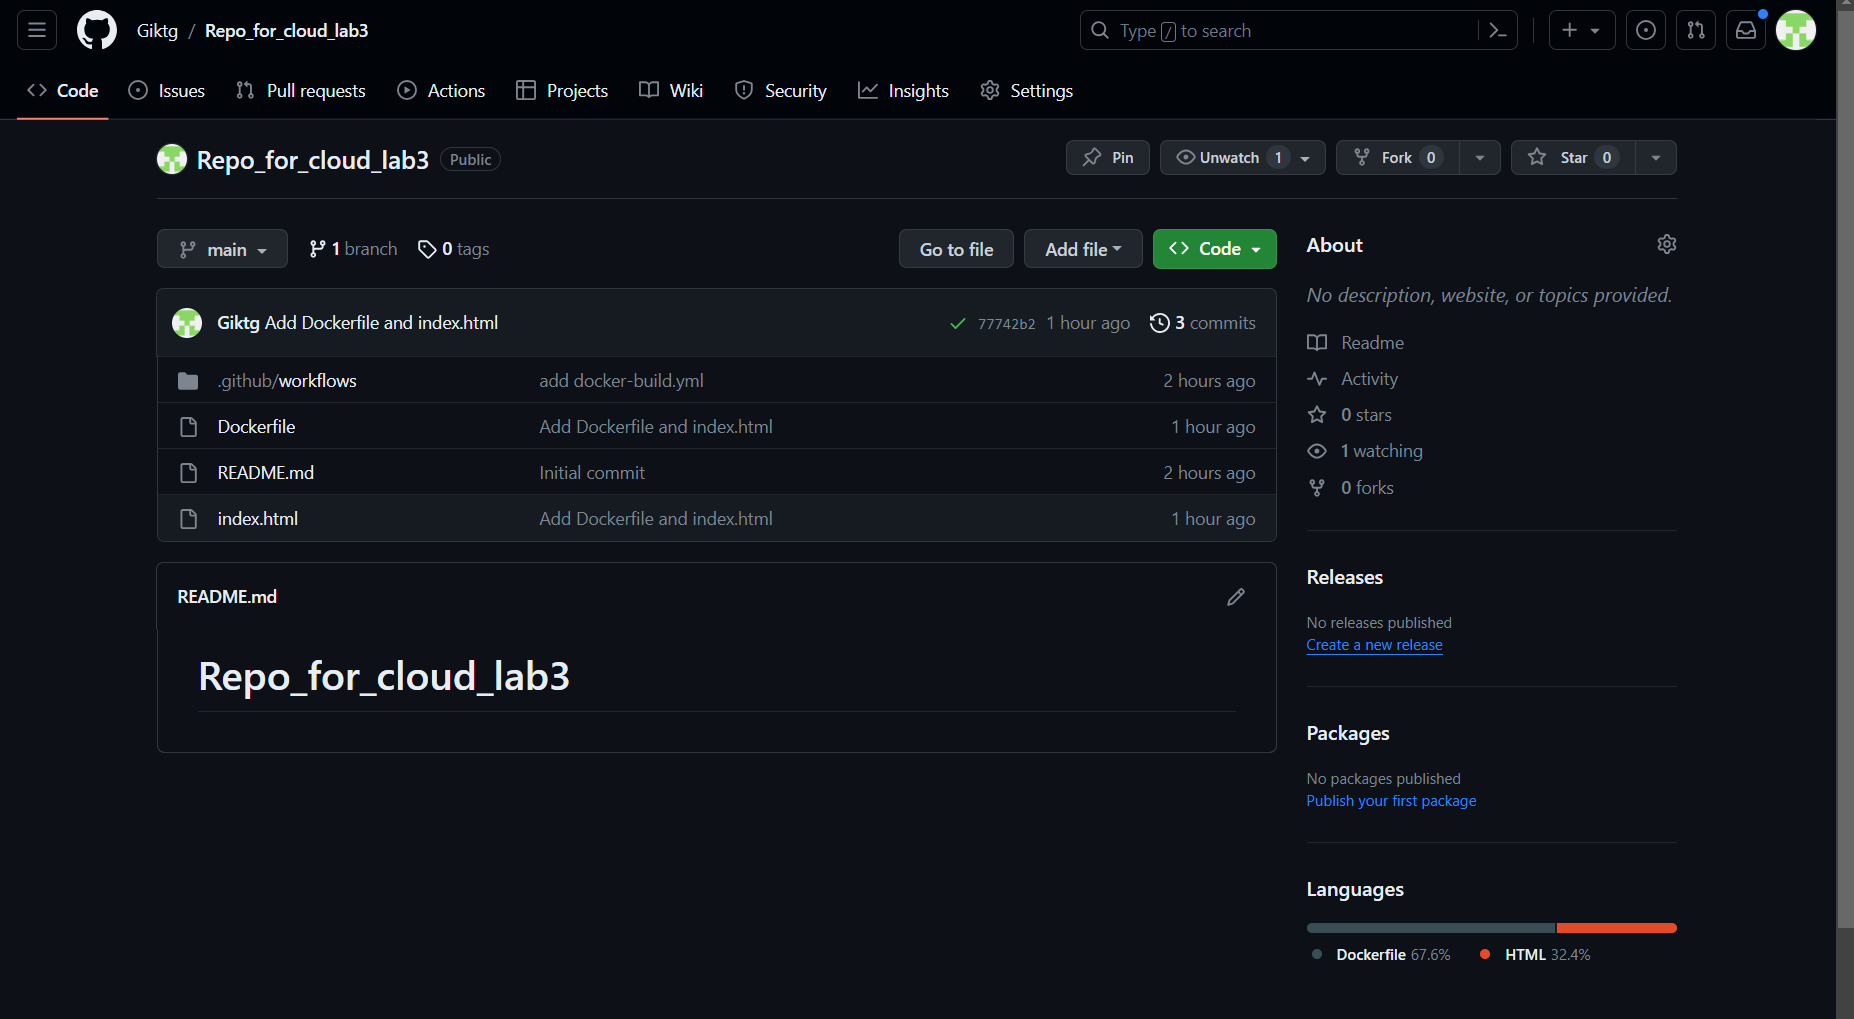 Giktg / Repo_for_cloud_lab3
Type / to search
Code Issues Pull requests Actions Projects Wiki Security Insights Settings
Repo_for_cloud_lab3 Public
Pin Unwatch 1 Fork 0 Star 0
main 1 branch 0 tags
Go to file Add file Code
Giktg Add Dockerfile and index.html 77742b2 1 hour ago 3 commits
.github/workflows add docker-build.yml 2 hours ago
Dockerfile Add Dockerfile and index.html 1 hour ago
README.md Initial commit 2 hours ago
index.html Add Dockerfile and index.html 1 hour ago
README.md
Repo_for_cloud_lab3
About
No description, website, or topics provided.
Readme
Activity
0 stars
1 watching
0 forks
Releases
No releases published
Create a new release
Packages
No packages published
Publish your first package
Languages
Dockerfile 67.6% HTML 32.4%